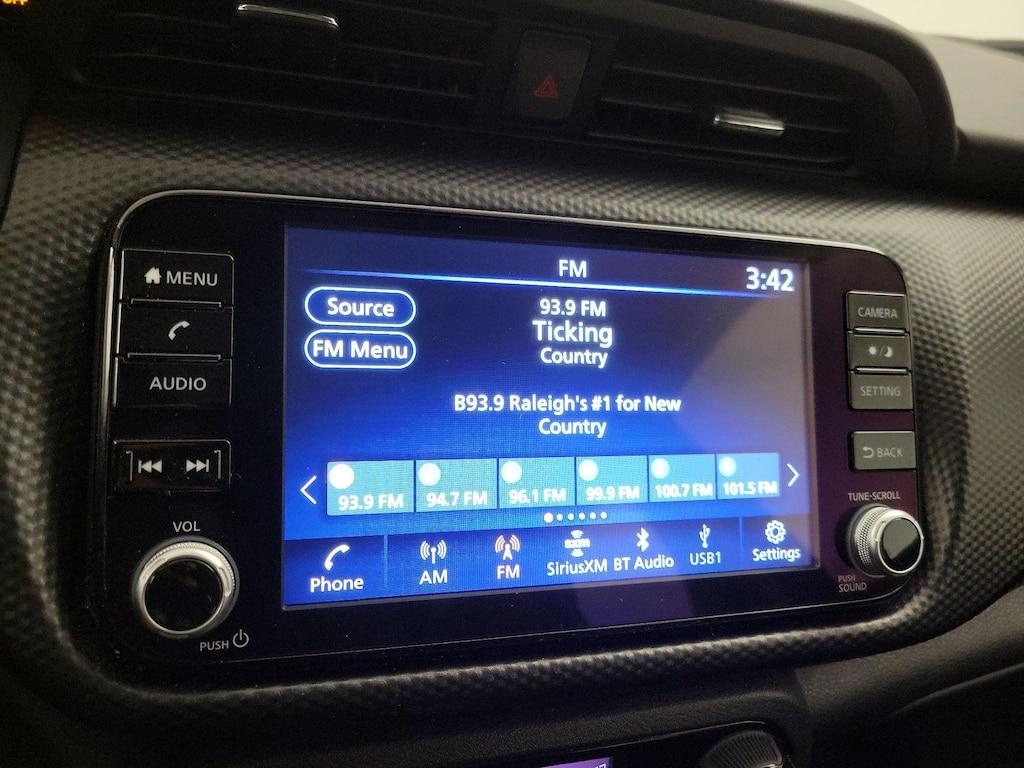 OFF
MENU
AUDIO
VOL
PUSH
FM
3:42
Source
FM Menu
93.9 FM
Ticking
Country
B93.9 Raleigh's #1 for New
Country
93.9 FM 94.7 FM 96.1 FM 99.9 FM 100.7 FM 101.5 FM
Phone AM FM SiriusXM BT Audio USB1 Settings
sxm
CAMERA
SETTING
BACK
TUNE-SCROLL
PUSH
SOUND